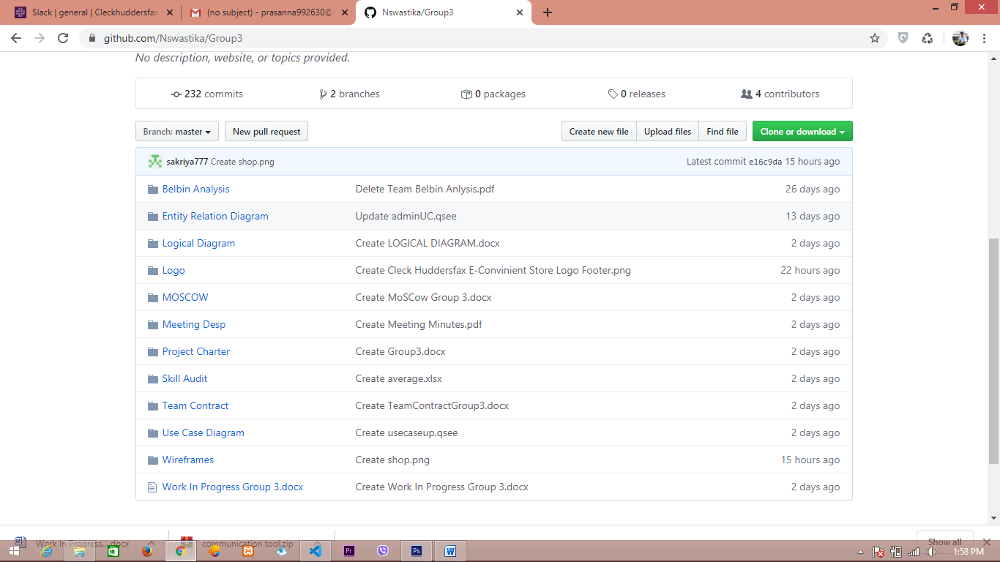 Slack | general | Cleckhuddersfax
(no subject) - prasanna992630@
Nswastika/Group3
github.com/Nswastika/Group3
No description, website, or topics provided.
232 commits
2 branches
0 packages
0 releases
4 contributors
Branch: master
New pull request
Create new file
Upload files
Find file
Clone or download
sakriya777 Create shop.png
Latest commit e16c9da 15 hours ago
Belbin Analysis Delete Team Belbin Anlysis.pdf 26 days ago
Entity Relation Diagram Update adminUC.qsee 13 days ago
Logical Diagram Create LOGICAL DIAGRAM.docx 2 days ago
Logo Create Cleck Huddersfax E-Convinient Store Logo Footer.png 22 hours ago
MOSCOW Create MoSCow Group 3.docx 2 days ago
Meeting Desp Create Meeting Minutes.pdf 2 days ago
Project Charter Create Group3.docx 2 days ago
Skill Audit Create average.xlsx 2 days ago
Team Contract Create TeamContractGroup3.docx 2 days ago
Use Case Diagram Create usecaseup.qsee 2 days ago
Wireframes Create shop.png 15 hours ago
Work In Progress Group 3.docx Create Work In Progress Group 3.docx 2 days ago
Work In Progress....docx
communication tool.zip
Show all
Pr
Ps
1:58 PM